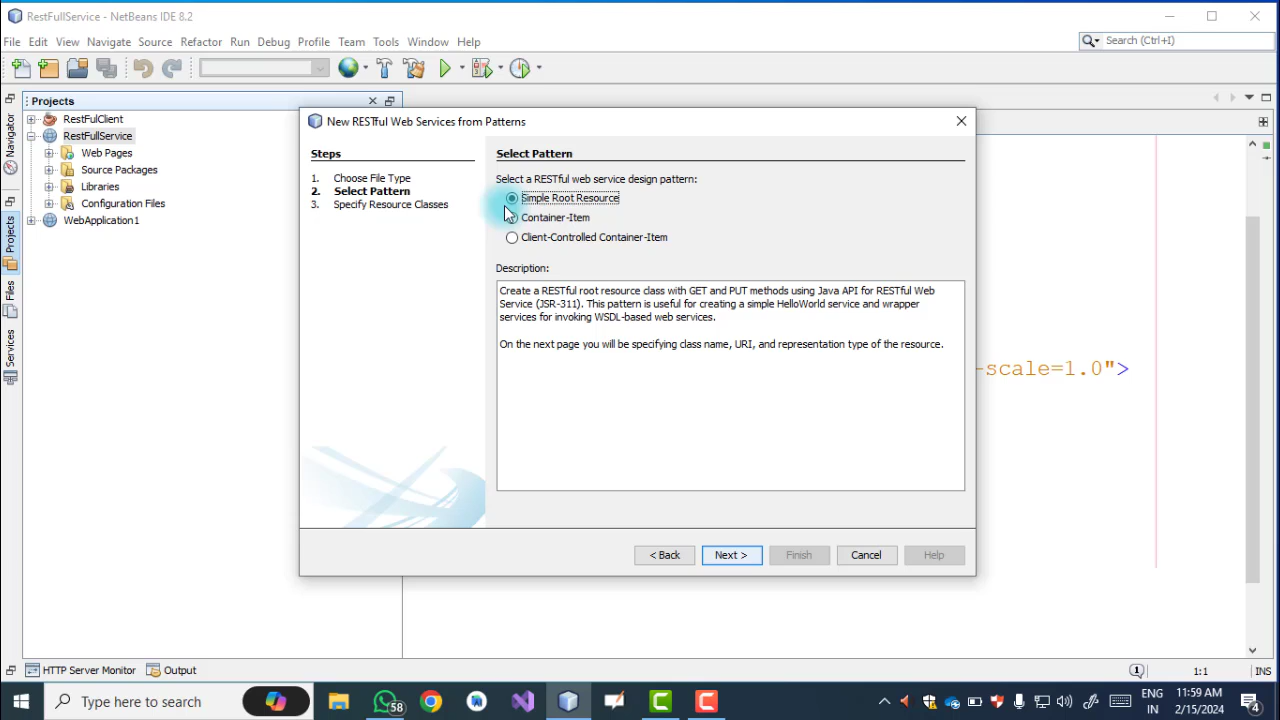 RestFullService - NetBeans IDE 8.2
File Edit View Navigate Source Refactor Run Debug Profile Team Tools Window Help
Search (Ctrl+I)
Projects
Navigator
Projects
Files
Services
RestFulClient
RestFullService
Web Pages
Source Packages
Libraries
Configuration Files
WebApplication1
New RESTful Web Services from Patterns
Steps
1. Choose File Type
2. Select Pattern
3. Specify Resource Classes
Select Pattern
Select a RESTful web service design pattern:
Simple Root Resource
Container-Item
Client-Controlled Container-Item
Description:
Create a RESTful root resource class with GET and PUT methods using Java API for RESTful Web
Service (JSR-311). This pattern is useful for creating a simple HelloWorld service and wrapper
services for invoking WSDL-based web services.
On the next page you will be specifying class name, URI, and representation type of the resource.
< Back Next > Finish Cancel Help
-scale=1.0">
HTTP Server Monitor Output
1 1:1 INS
Type here to search
58
ENG
IN
11:59 AM
2/15/2024
4